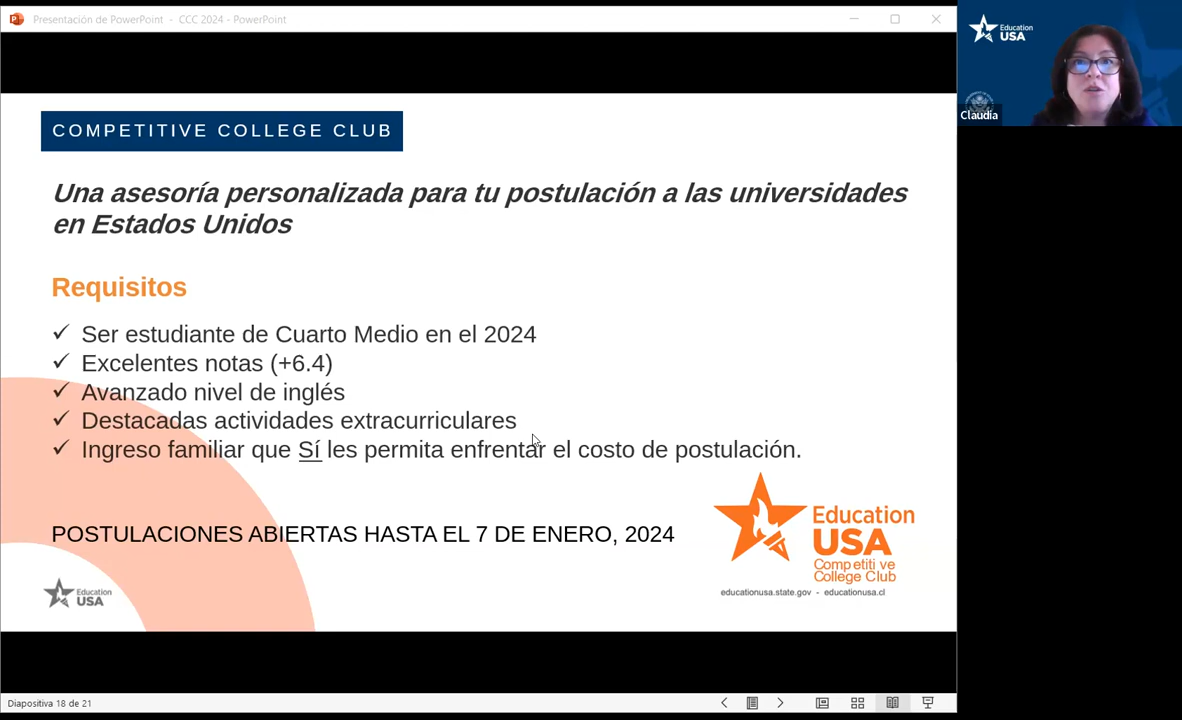 Presentación de PowerPoint - CCC 2024 - PowerPoint
Education
USA
Claudia
COMPETITIVE COLLEGE CLUB
Una asesoría personalizada para tu postulación a las universidades
en Estados Unidos
Requisitos
Ser estudiante de Cuarto Medio en el 2024
Excelentes notas (+6.4)
Avanzado nivel de inglés
Destacadas actividades extracurriculares
Ingreso familiar que Sí les permita enfrentar el costo de postulación.
POSTULACIONES ABIERTAS HASTA EL 7 DE ENERO, 2024
Education
USA
Competiti ve
College Club
educationusa.state.gov - educationusa.cl
Education
USA
Diapositiva 18 de 21